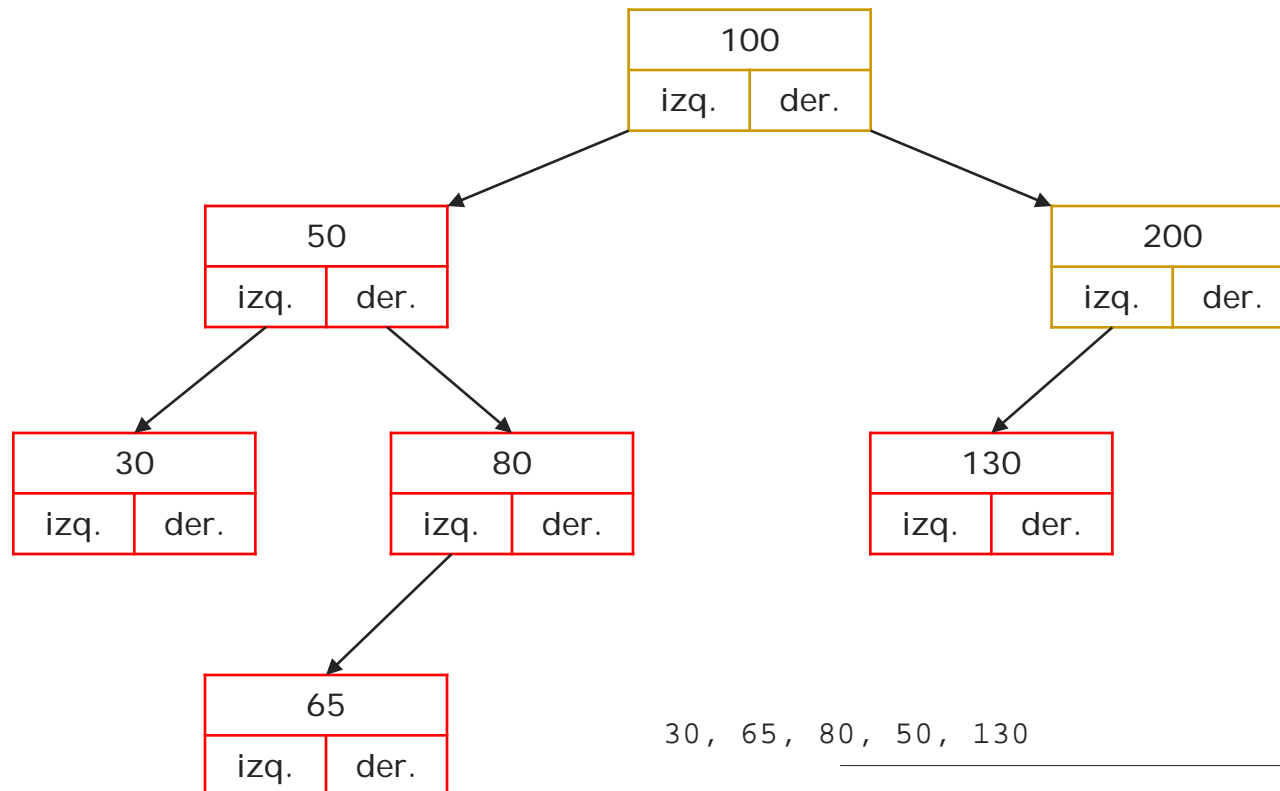 100
izq. der.
50
izq. der.
200
izq. der.
30
izq. der.
80
izq. der.
130
izq. der.
65
izq. der.
30, 65, 80, 50, 130